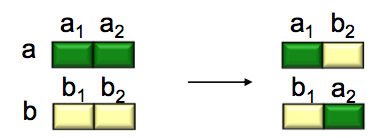 a₁ a₂
a
b₁ b₂
b
a₁ b₂
b₁ a₂